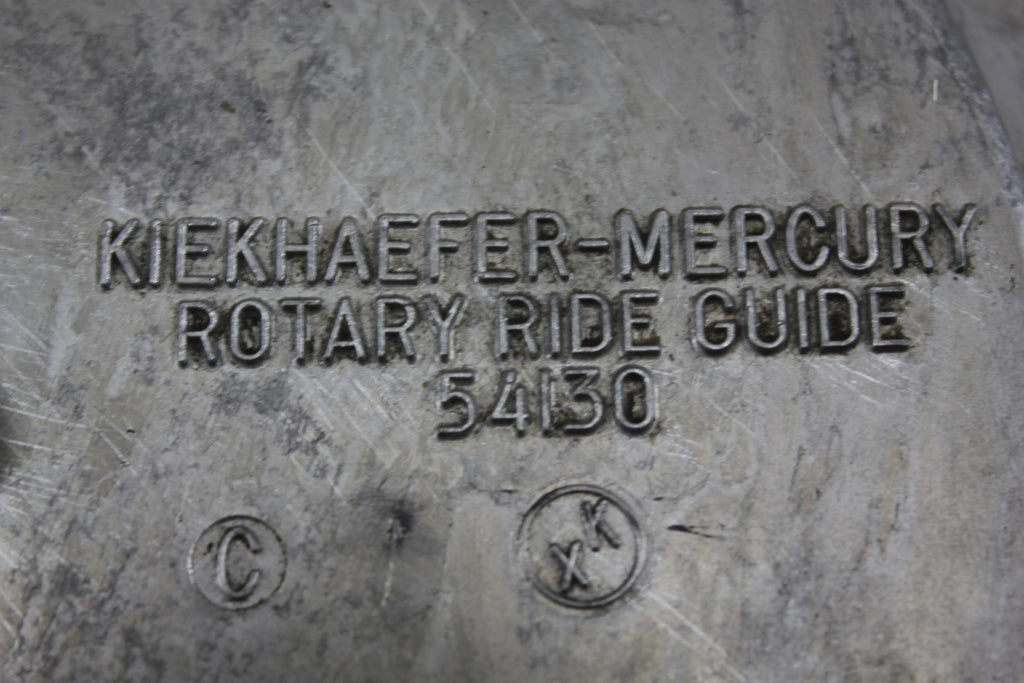 KIEKHAEFER-MERCURY
ROTARY RIDE GUIDE
54130
C
XK